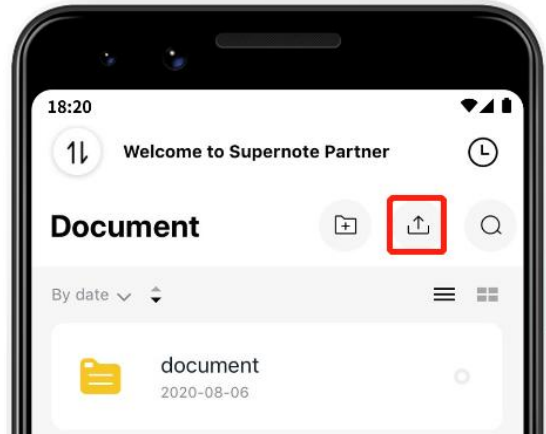 18:20
Welcome to Supernote Partner
Document
By date
document
2020-08-06